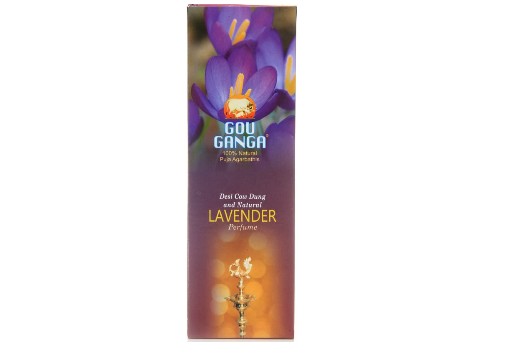 GOU
GANGA®
100% Natural
Puja Agarbathis
Desi Cow Dung
and Natural
LAVENDER
Perfume